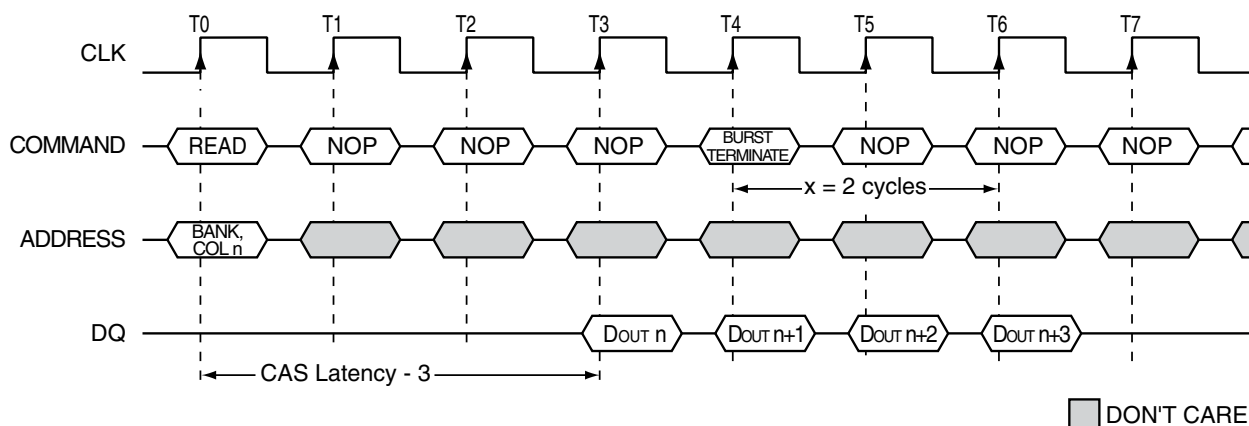 T0 T1 T2 T3 T4 T5 T6 T7
CLK
COMMAND READ NOP NOP NOP BURST TERMINATE NOP NOP NOP
x = 2 cycles
ADDRESS BANK, COL n
DQ DOUT n DOUT n+1 DOUT n+2 DOUT n+3
CAS Latency - 3
DON'T CARE